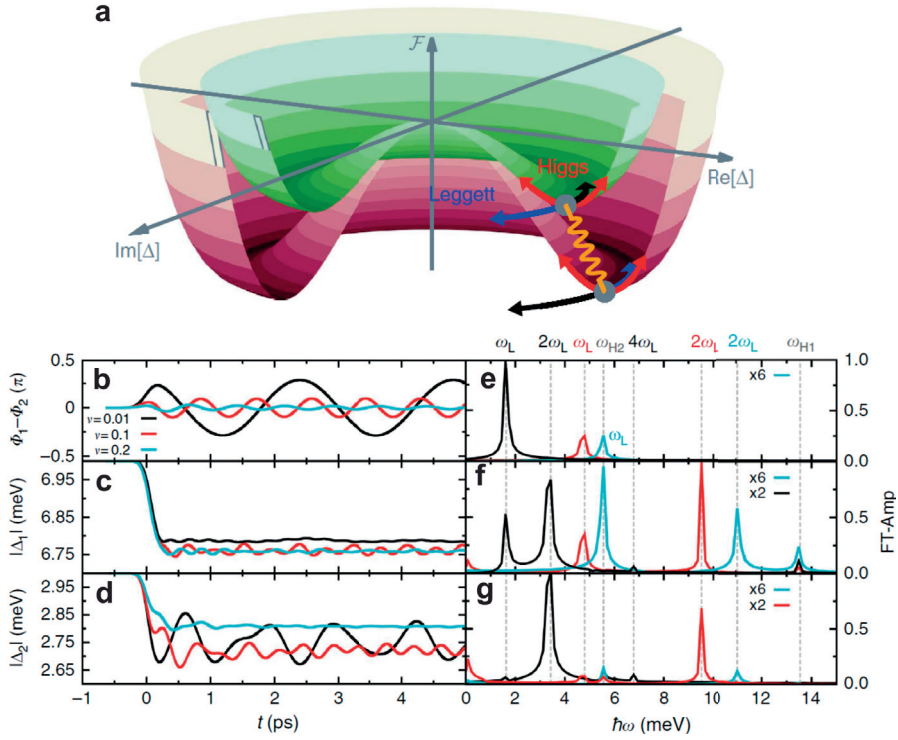 a
ℱ
Higgs
Leggett
Re[Δ]
Im[Δ]
ω_L 2ω_L ω_L ω_H2 4ω_L 2ω_L 2ω_L ω_H1
b
0.5
0
-0.5
Φ₁–Φ₂ (π)
v = 0.01
v = 0.1
v = 0.2
e
x6
ω_L
1.0
0.5
0.0
c
6.95
6.85
6.75
|Δ₁| (meV)
f
x6
x2
0.5
0.0
FT-Amp
d
2.95
2.85
2.75
2.65
|Δ₂| (meV)
g
x6
x2
0.5
0.0
−1 0 1 2 3 4 5
t (ps)
0 2 4 6 8 10 12 14
ħω (meV)